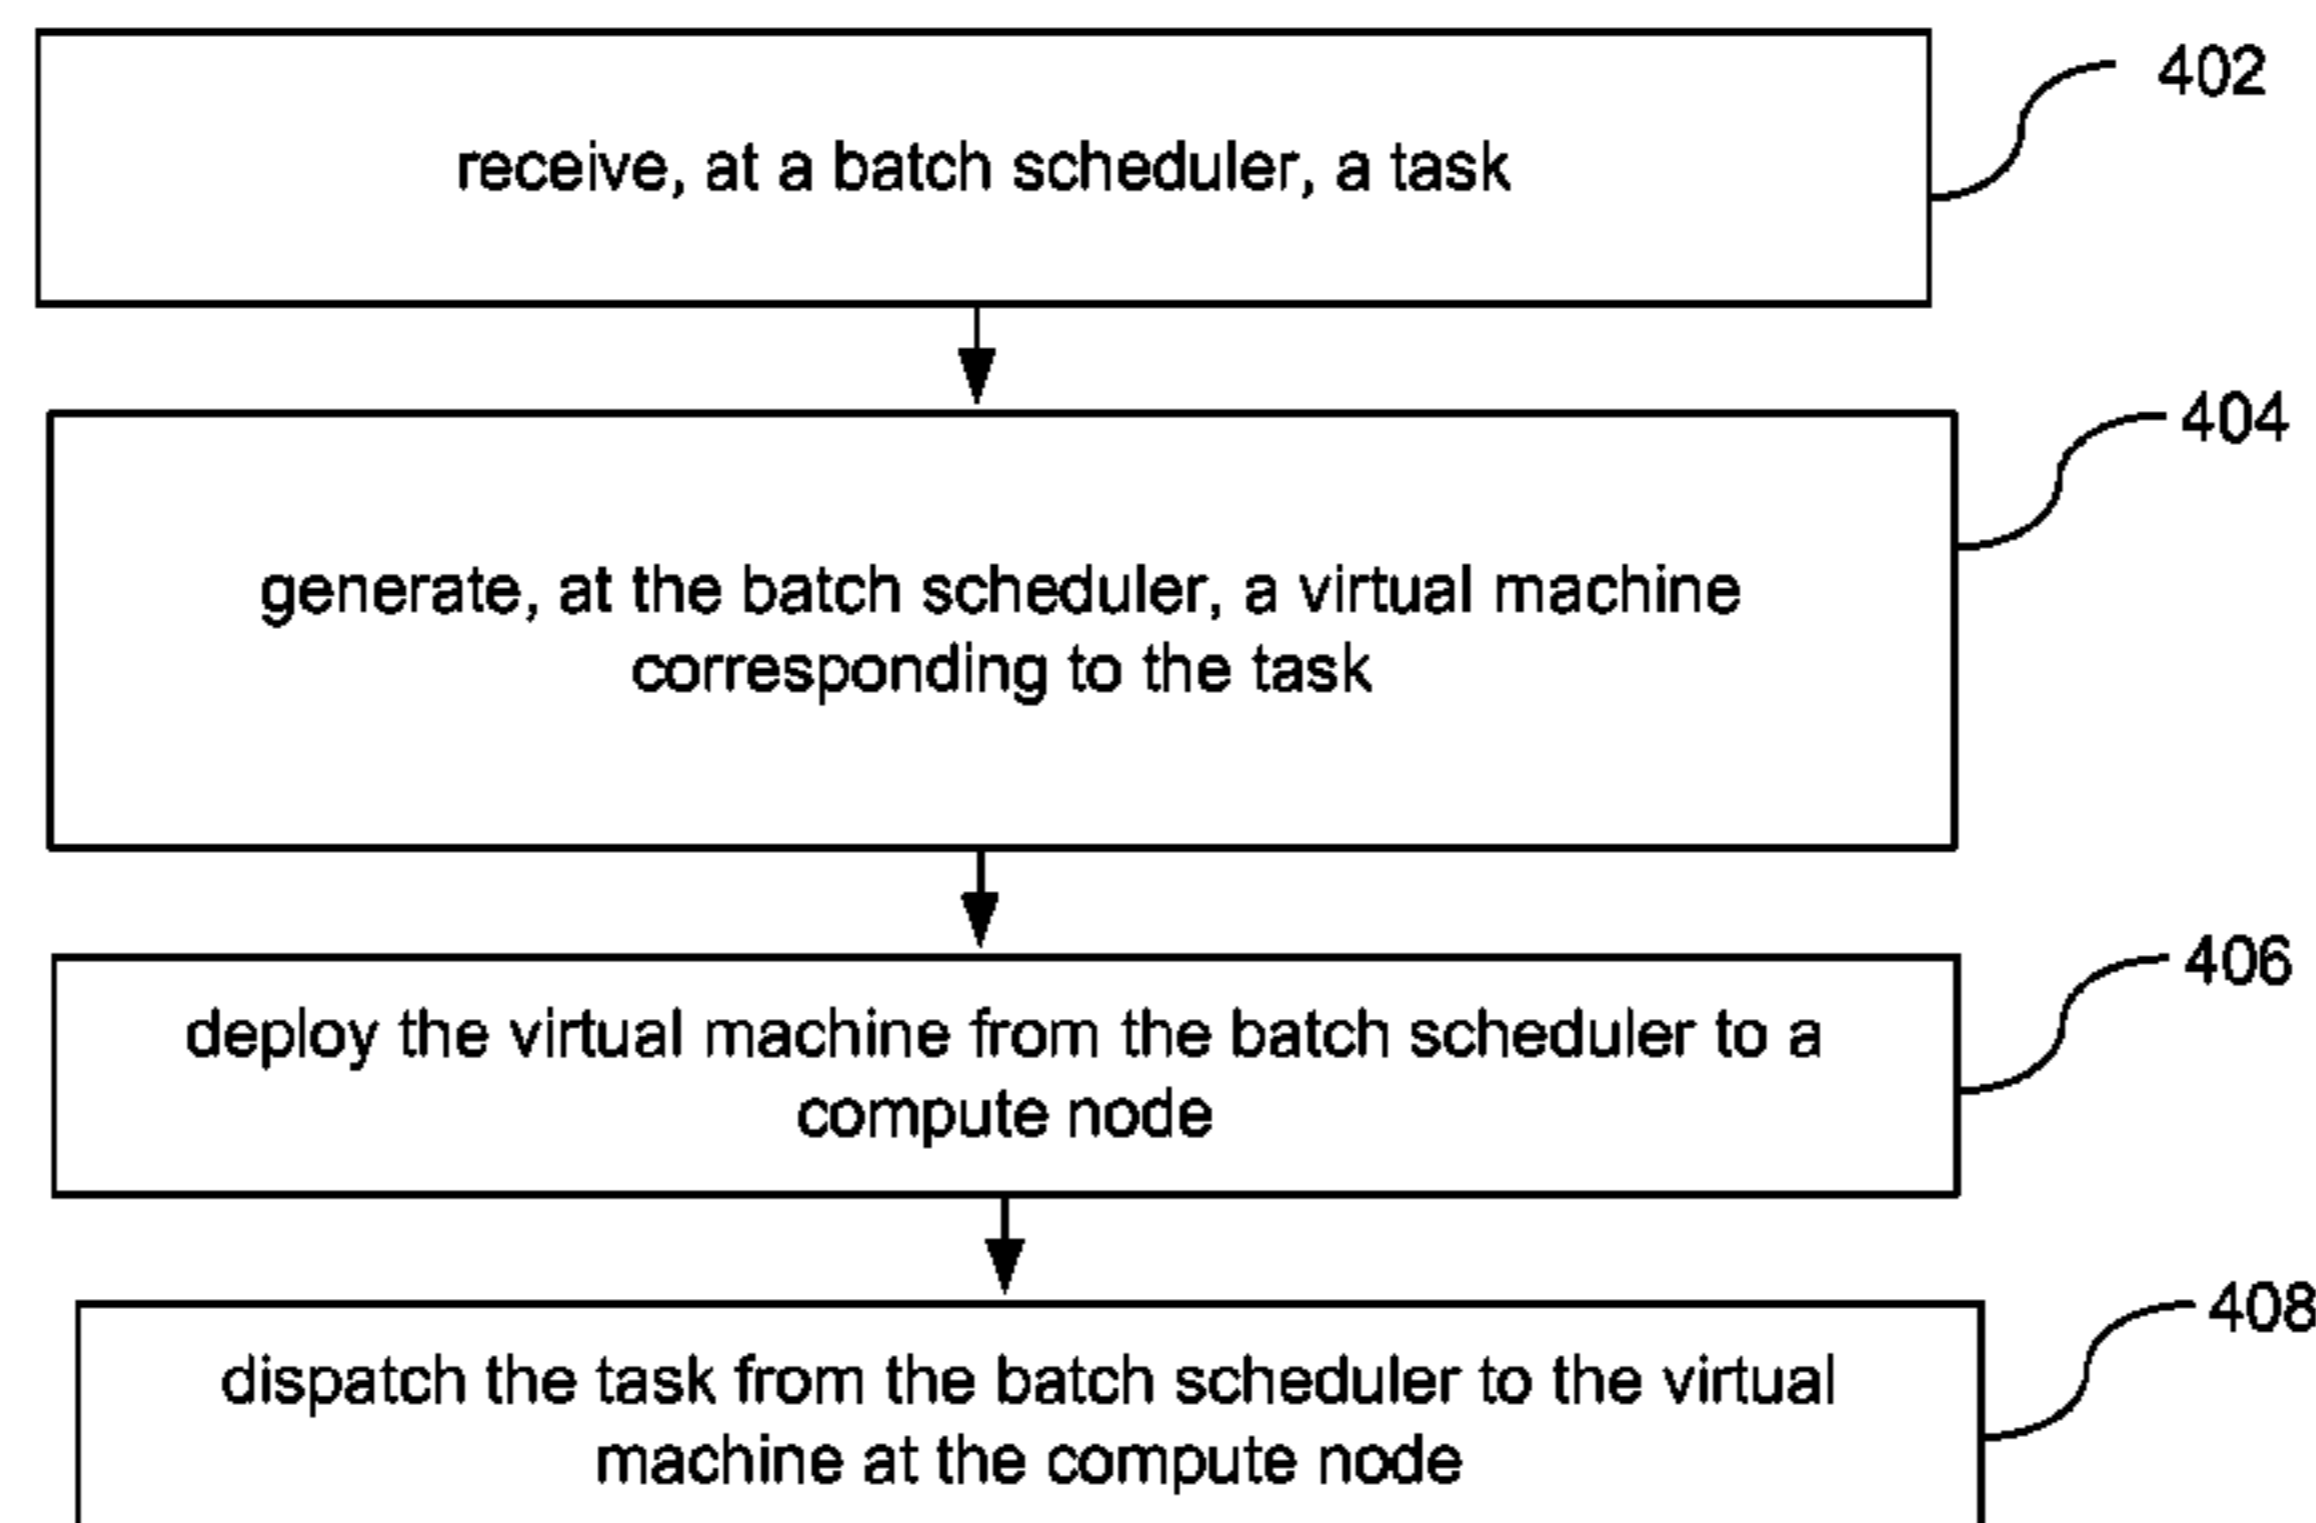 receive, at a batch scheduler, a task
402
generate, at the batch scheduler, a virtual machine
corresponding to the task
404
deploy the virtual machine from the batch scheduler to a
compute node
406
dispatch the task from the batch scheduler to the virtual
machine at the compute node
408